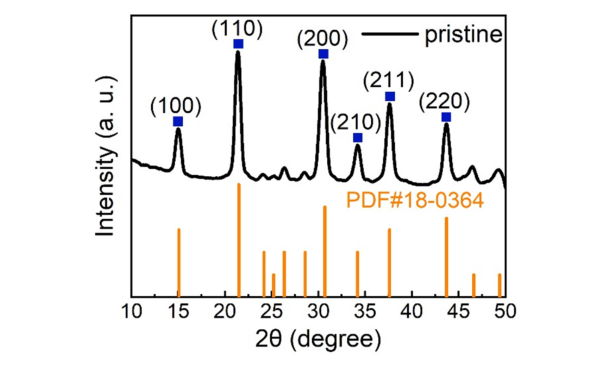 (110)
pristine
(200)
(211)
(100)
(220)
(210)
Intensity (a. u.)
PDF#18-0364
10 15 20 25 30 35 40 45 50
2θ (degree)